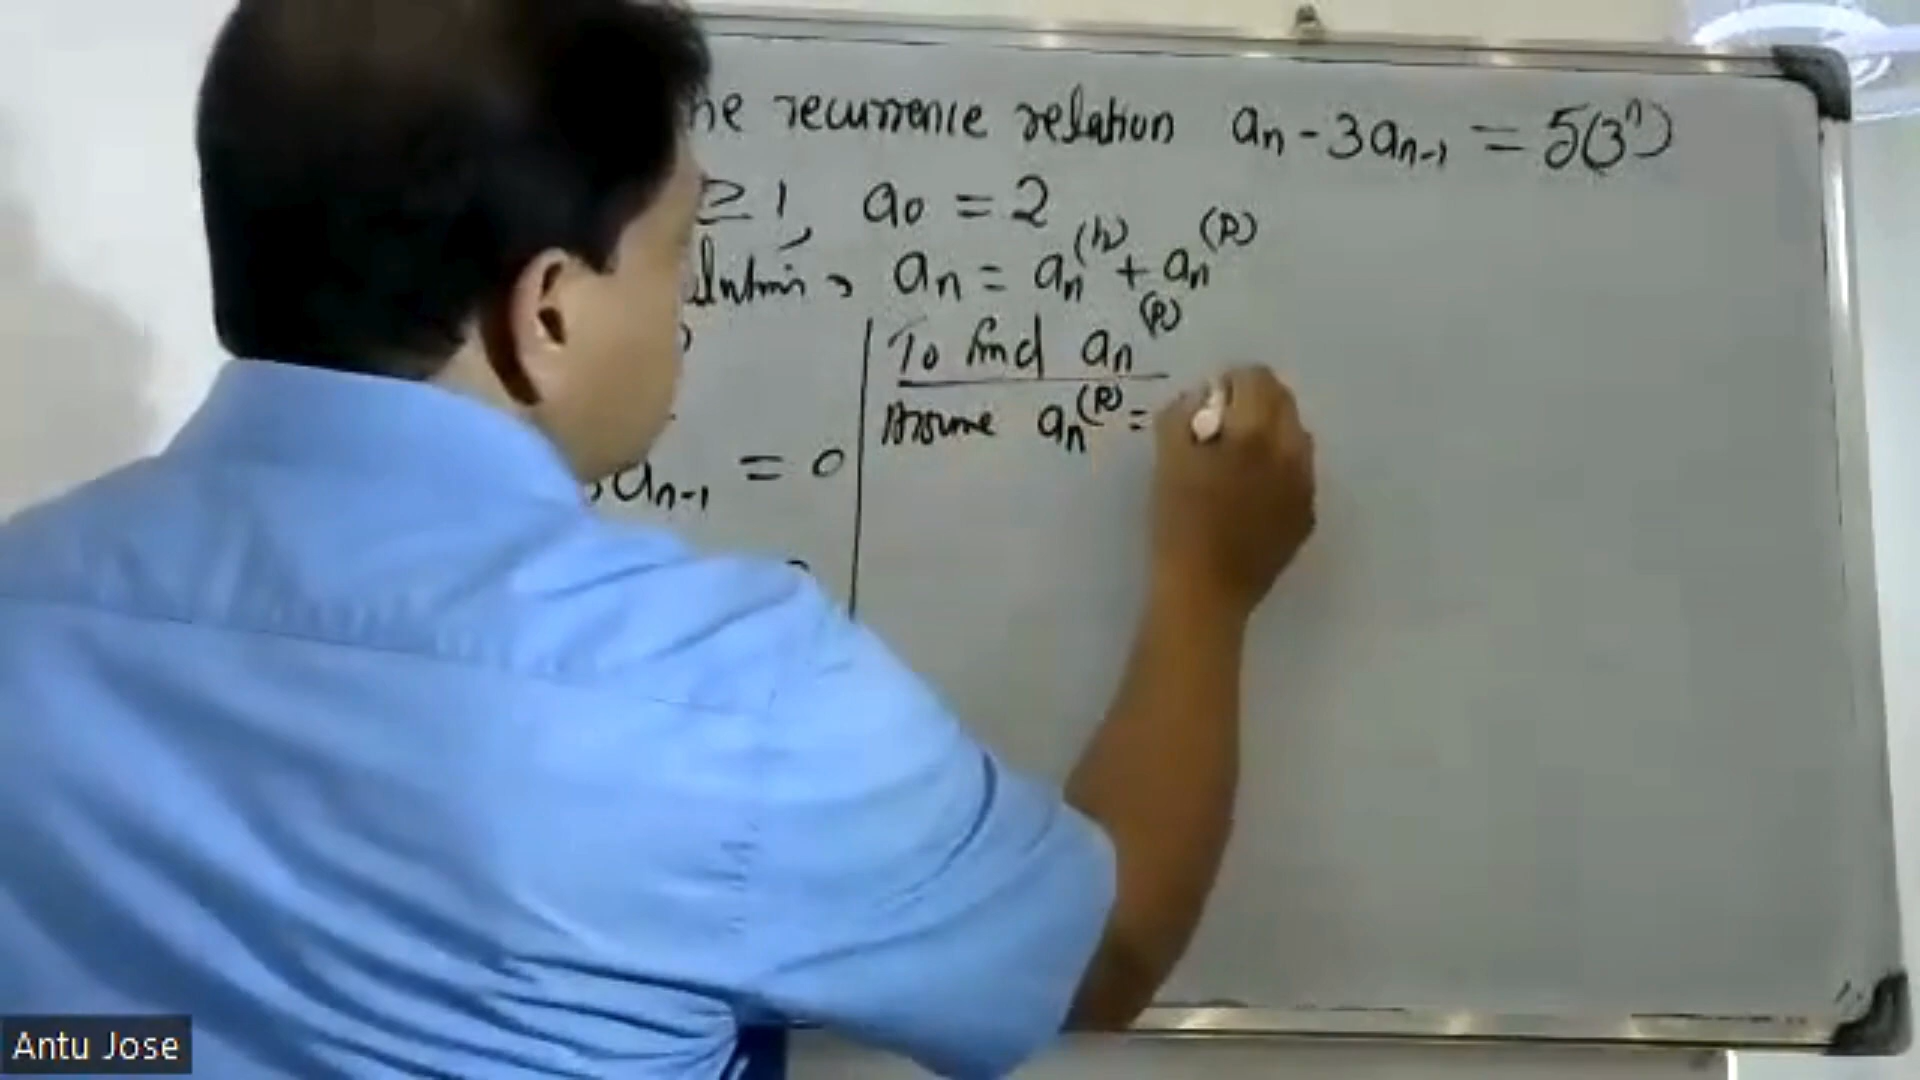 he recurrence relation aₙ - 3aₙ₋₁ = 5(3ⁿ)
≥ 1, a₀ = 2
lution, aₙ = aₙ⁽ʰ⁾ + aₙ⁽ᵖ⁾
To find aₙ⁽ᵖ⁾
Assume aₙ⁽ᵖ⁾ =
aₙ₋₁ = 0
Antu Jose